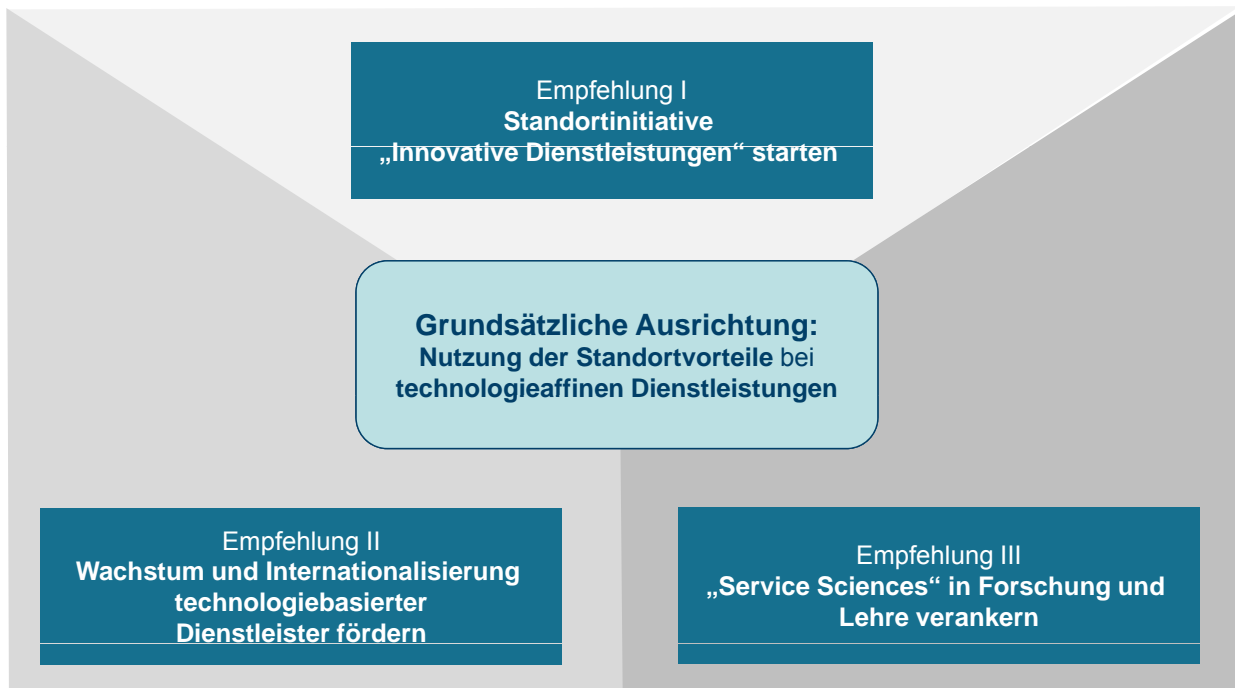 Empfehlung I
Standortinitiative
„Innovative Dienstleistungen“ starten
Grundsätzliche Ausrichtung:
Nutzung der Standortvorteile bei
technologieaffinen Dienstleistungen
Empfehlung II
Wachstum und Internationalisierung
technologiebasierter
Dienstleister fördern
Empfehlung III
„Service Sciences“ in Forschung und
Lehre verankern